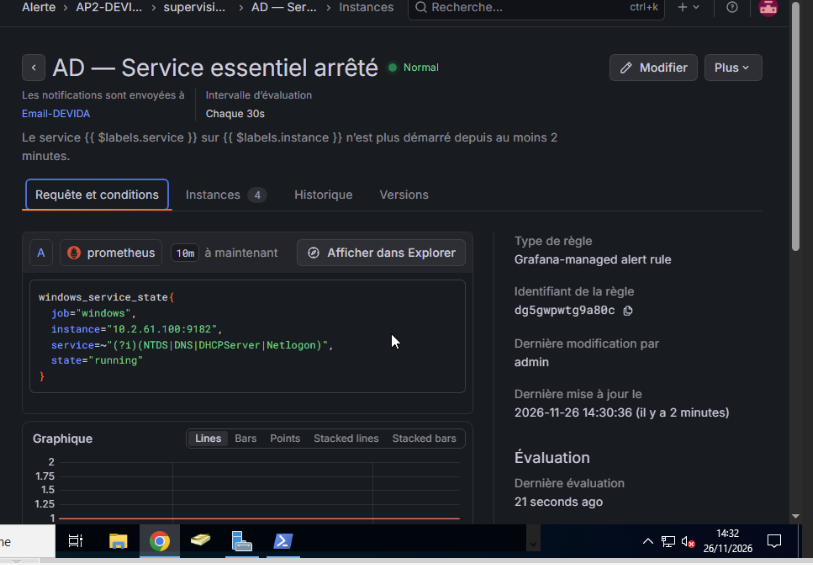 Alerte › AP2-DEVI... › supervisi... › AD — Ser... › Instances
Recherche... ctrl+k
AD — Service essentiel arrêté Normal
Modifier Plus
Les notifications sont envoyées à
Email-DEVIDA
Intervalle d'évaluation
Chaque 30s
Le service {{ $labels.service }} sur {{ $labels.instance }} n'est plus démarré depuis au moins 2
minutes.
Requête et conditions Instances 4 Historique Versions
A prometheus 10m à maintenant Afficher dans Explorer
windows_service_state{
job="windows",
instance="10.2.61.100:9182",
service=~"(?i)(NTDS|DNS|DHCPServer|Netlogon)",
state="running"
}
Graphique Lines Bars Points Stacked lines Stacked bars
2
1.75
1.5
1.25
1
Type de règle
Grafana-managed alert rule
Identifiant de la règle
dg5gwpwtg9a80c
Dernière modification par
admin
Dernière mise à jour le
2026-11-26 14:30:36 (il y a 2 minutes)
Évaluation
Dernière évaluation
21 seconds ago
ne
14:32
26/11/2026